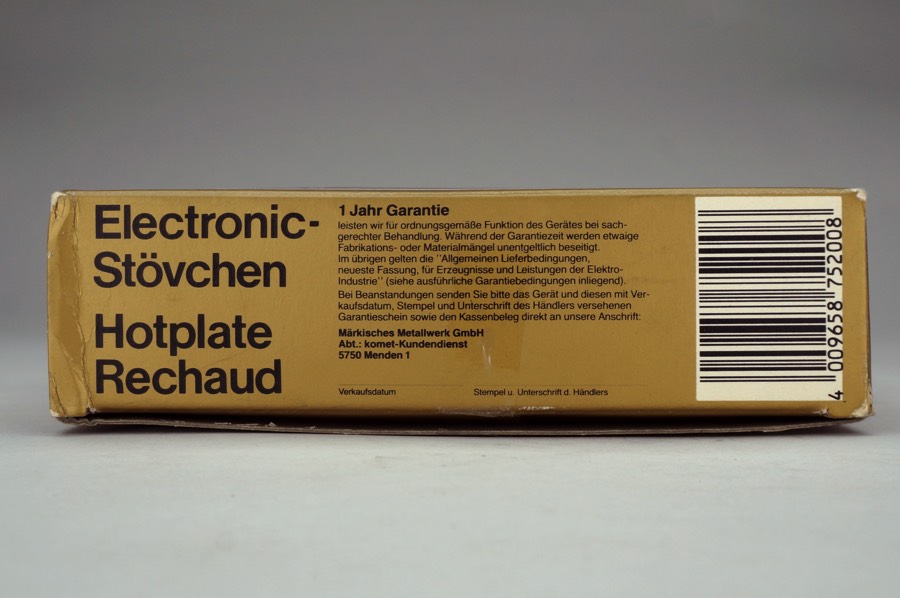 Electronic-
Stövchen
Hotplate
Rechaud
1 Jahr Garantie
leisten wir für ordnungsgemäße Funktion des Gerätes bei sach-
gerechter Behandlung. Während der Garantiezeit werden etwaige
Fabrikations- oder Materialmängel unentgeltlich beseitigt.
Im übrigen gelten die "Allgemeinen Lieferbedingungen,
neueste Fassung, für Erzeugnisse und Leistungen der Elektro-
Industrie" (siehe ausführliche Garantiebedingungen inliegend).
Bei Beanstandungen senden Sie bitte das Gerät und diesen mit Ver-
kaufsdatum, Stempel und Unterschrift des Händlers versehenen
Garantieschein sowie den Kassenbeleg direkt an unsere Anschrift:
Märkisches Metallwerk GmbH
Abt.: komet-Kundendienst
5750 Menden 1
Verkaufsdatum Stempel u. Unterschrift d. Händlers
4 009658 752008